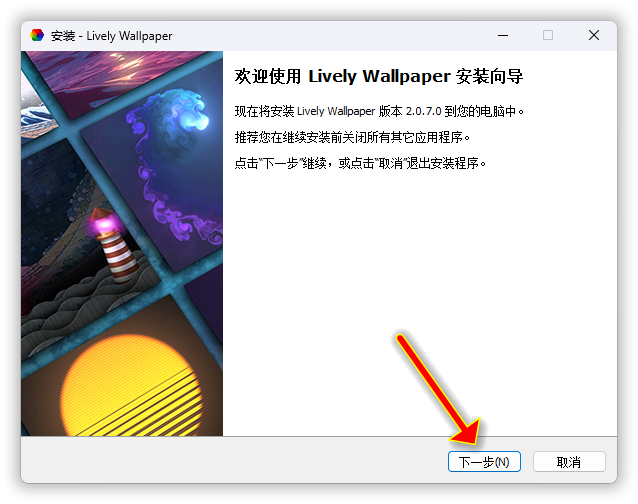 安装 - Lively Wallpaper
欢迎使用 Lively Wallpaper 安装向导
现在将安装 Lively Wallpaper 版本 2.0.7.0 到您的电脑中。
推荐您在继续安装前关闭所有其它应用程序。
点击“下一步”继续，或点击“取消”退出安装程序。
下一步(N)
取消